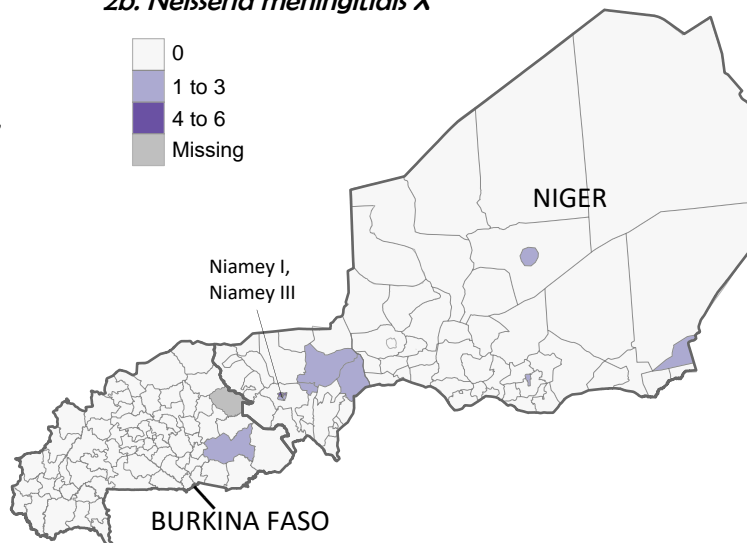 2b. Neisseria meningitidis X
0
1 to 3
4 to 6
Missing
NIGER
Niamey I,
Niamey III
BURKINA FASO